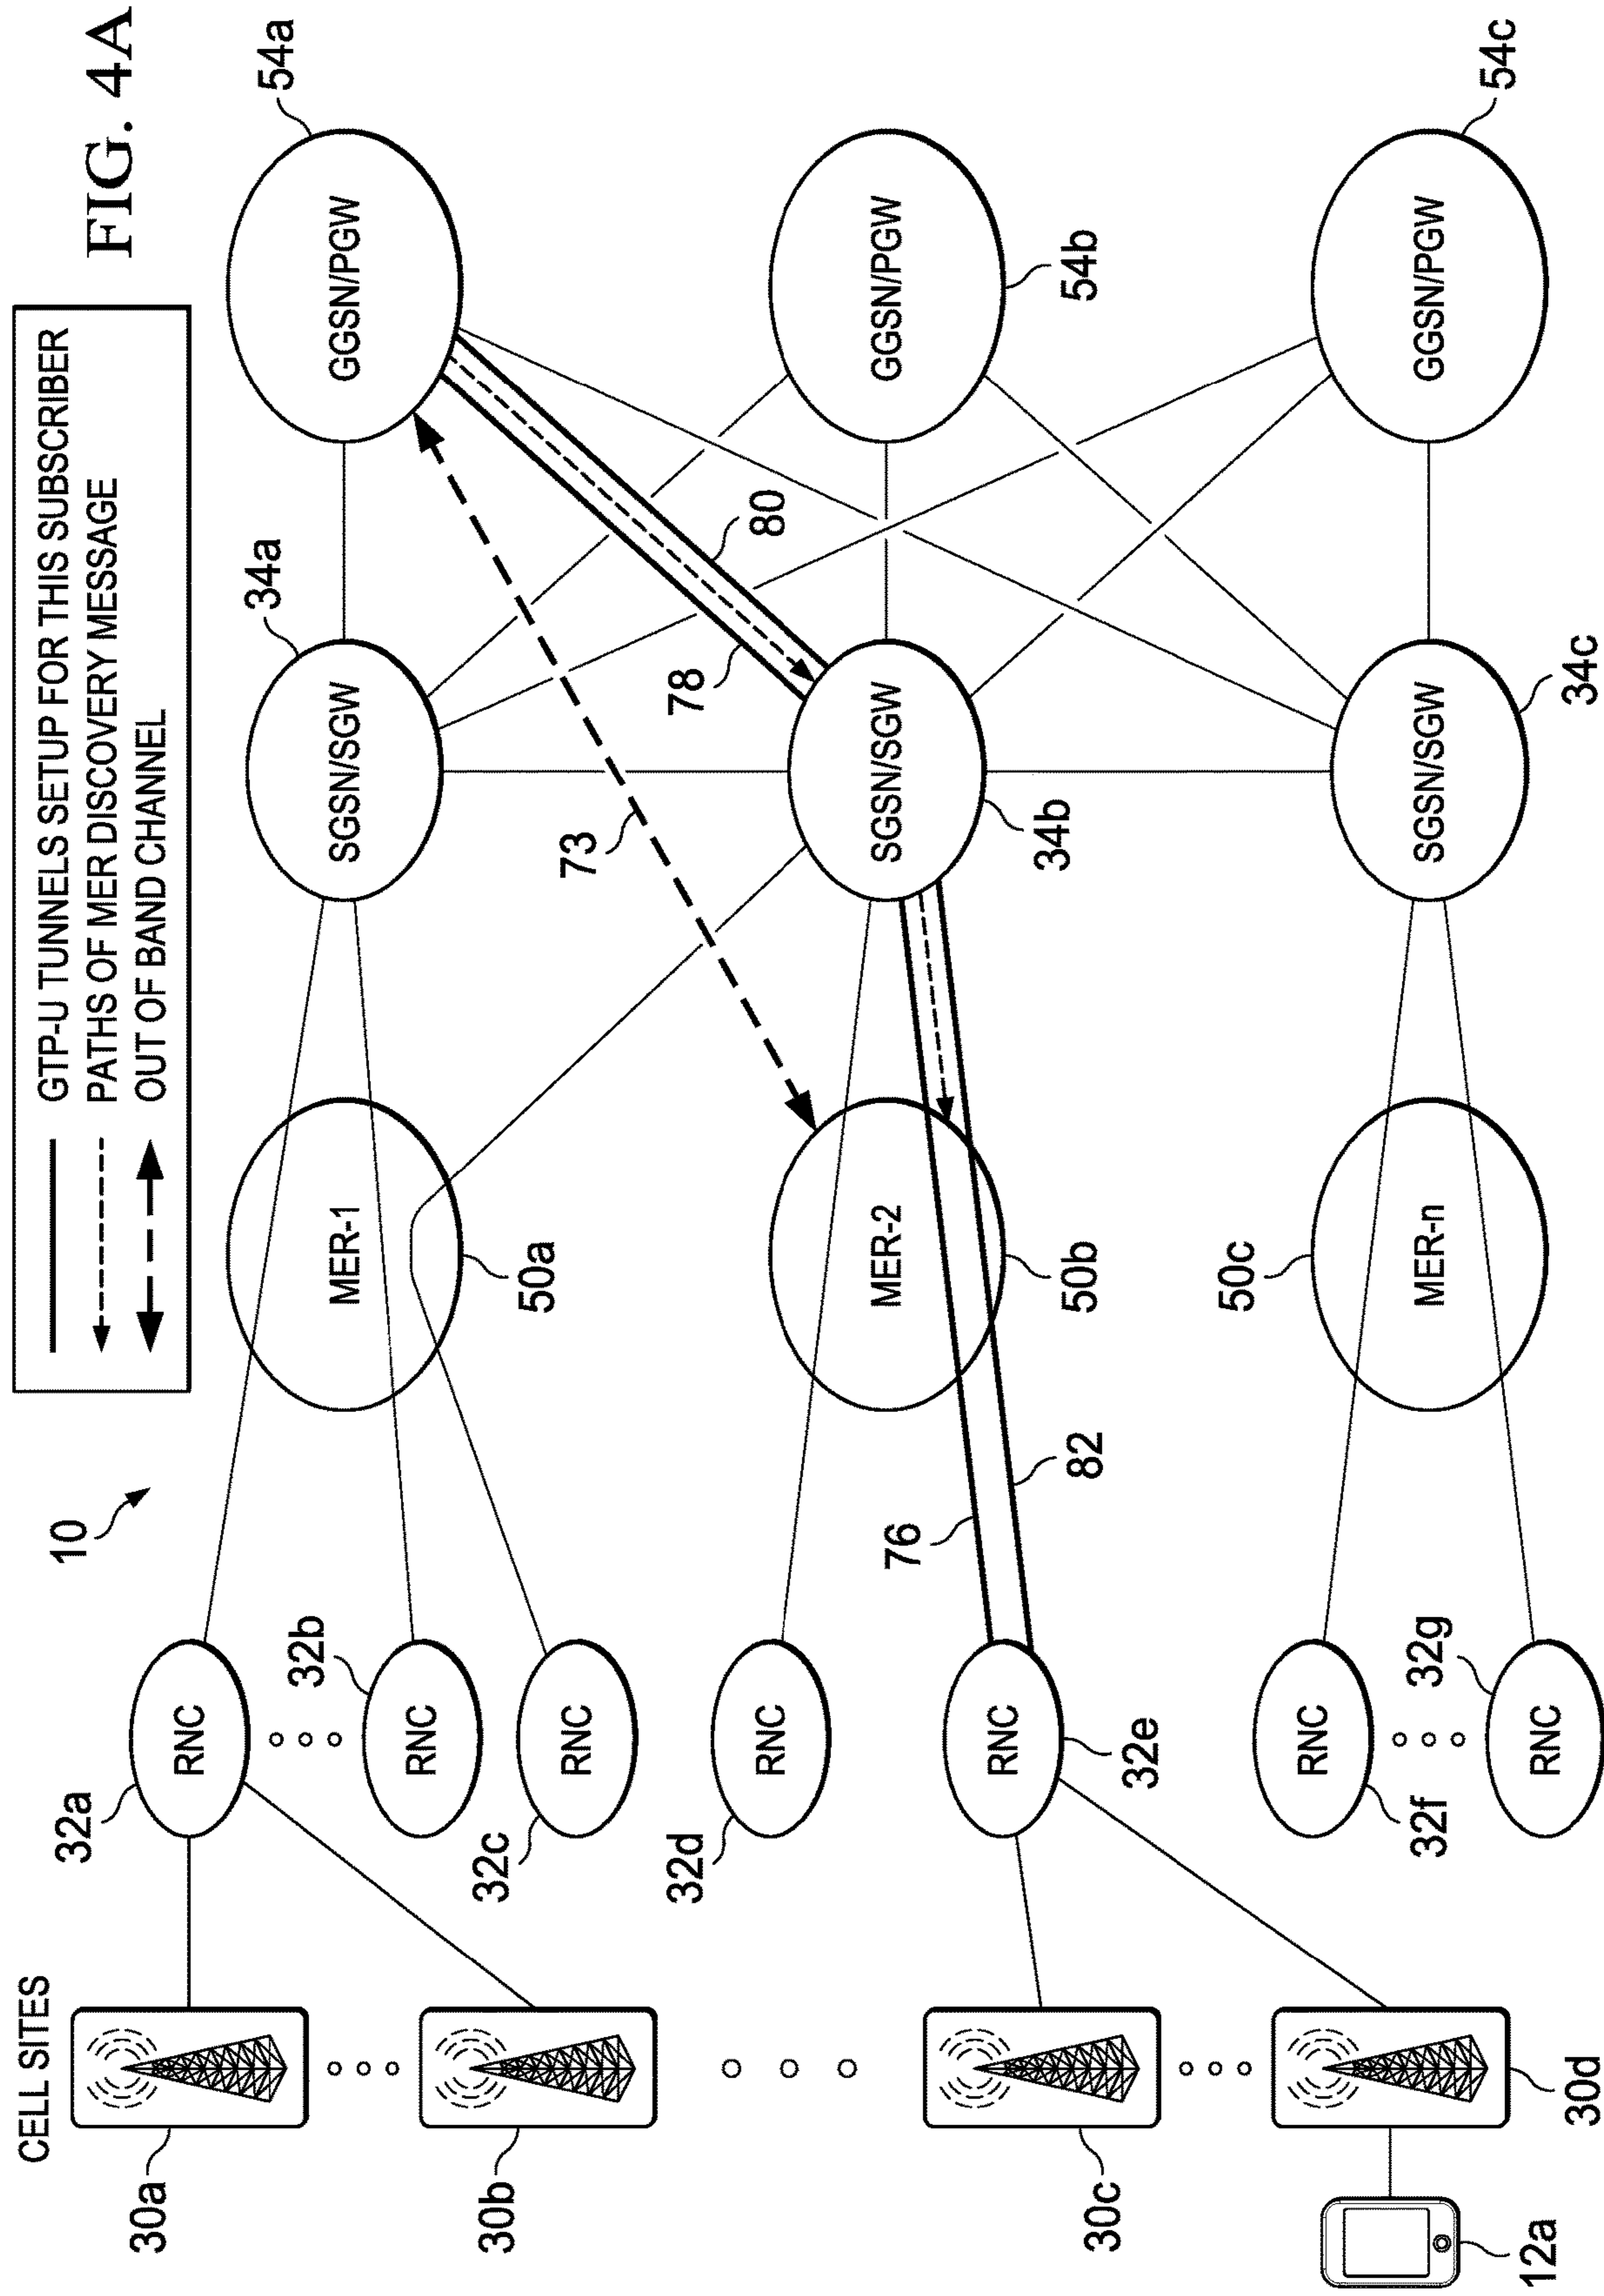 FIG. 4A
GTP-U TUNNELS SETUP FOR THIS SUBSCRIBER
PATHS OF MER DISCOVERY MESSAGE
OUT OF BAND CHANNEL
10
CELL SITES
30a
30b
30c
30d
12a
32a
RNC
32b
RNC
32c
RNC
32d
RNC
32e
RNC
32f
RNC
32g
RNC
76
82
MER-1
50a
MER-2
50b
MER-n
50c
73
78
80
34a
SGSN/SGW
34b
SGSN/SGW
34c
SGSN/SGW
54a
GGSN/PGW
54b
GGSN/PGW
54c
GGSN/PGW